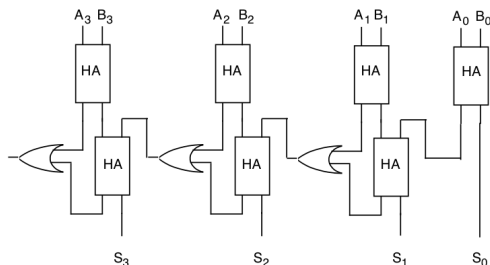 A₃ B₃ A₂ B₂ A₁ B₁ A₀ B₀
HA HA HA HA
HA HA HA
S₃ S₂ S₁ S₀